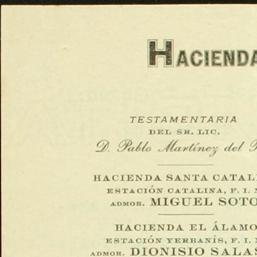 HACIENDA
TESTAMENTARIA
DEL SR. LIC.
D. Pablo Martínez del
HACIENDA SANTA CATAL
ESTACIÓN CATALINA, F. I.
ADMOR. MIGUEL SOTO
HACIENDA EL ÁLAMO
ESTACIÓN YERBANÍS, F. I.
ADMOR. DIONISIO SALAS